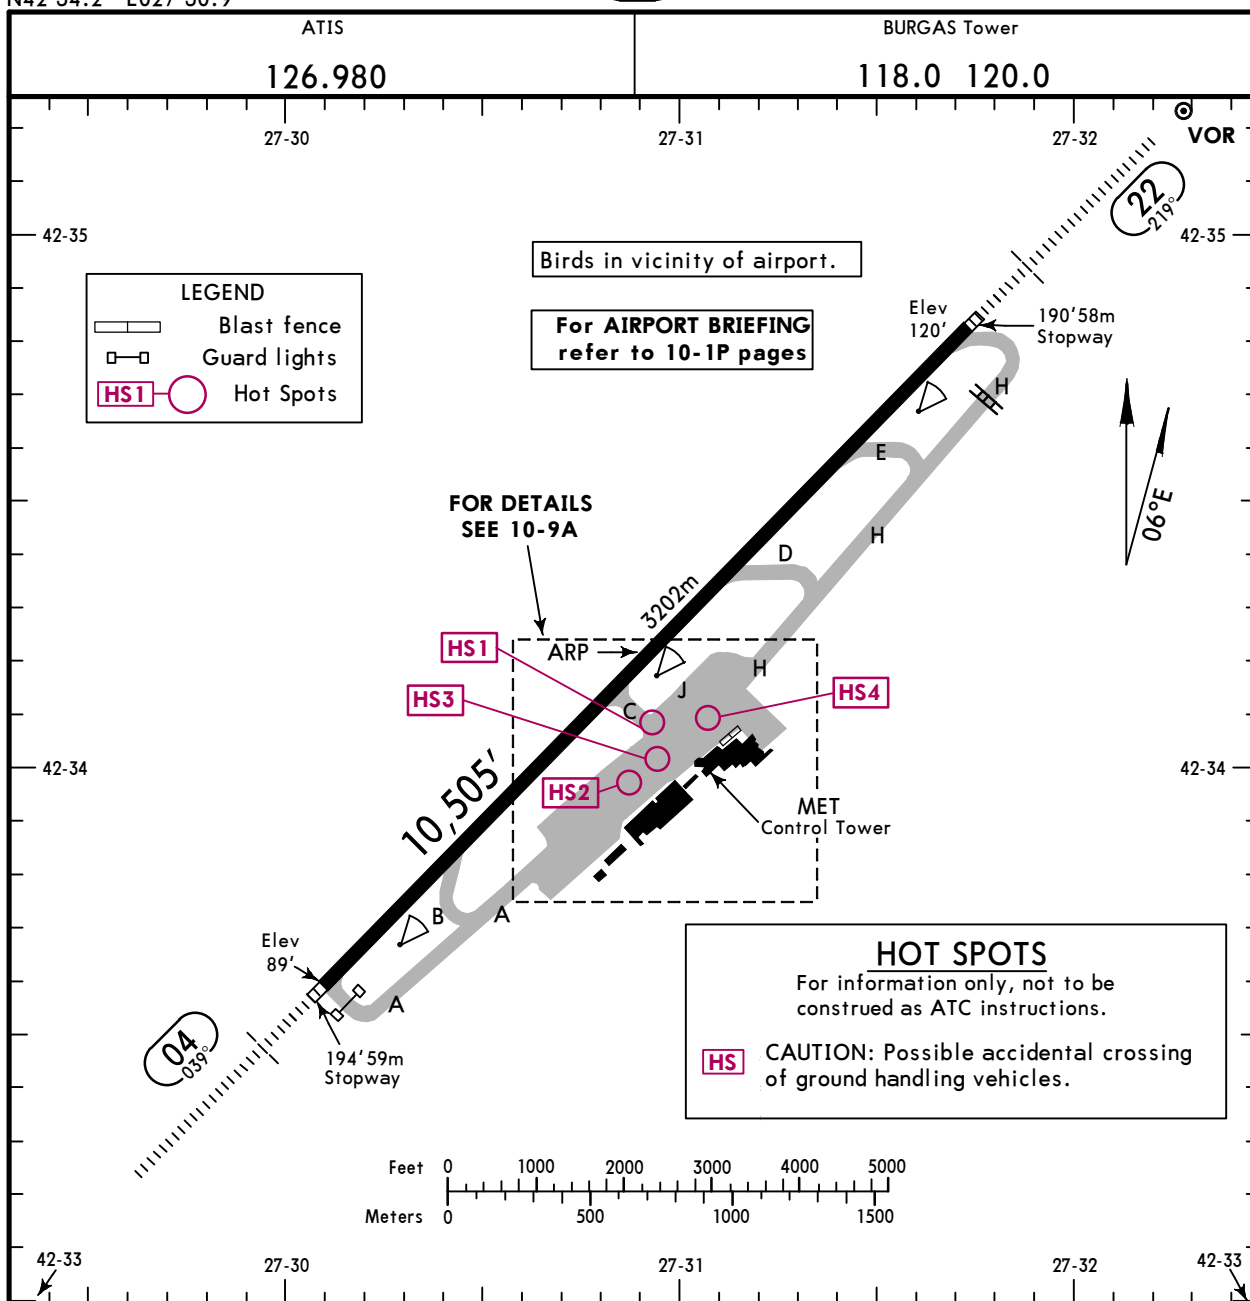 N42 34.2 E027 30.9
ATIS
126.980
BURGAS Tower
118.0 120.0
27-30
27-31
27-32
VOR
22
219°
42-35
42-35
Birds in vicinity of airport.
LEGEND
Blast fence
Guard lights
HS1
Hot Spots
For AIRPORT BRIEFING
refer to 10-1P pages
Elev
120'
190'58m
Stopway
H
E
06°E
FOR DETAILS
SEE 10-9A
H
D
3202m
HS1
ARP
H
J
HS3
C
HS4
42-34
42-34
10,505'
HS2
MET
Control Tower
B
A
Elev
89'
A
04
039°
194'59m
Stopway
HOT SPOTS
For information only, not to be
construed as ATC instructions.
HS
CAUTION: Possible accidental crossing
of ground handling vehicles.
Feet 0 1000 2000 3000 4000 5000
Meters 0 500 1000 1500
42-33
27-30
27-31
27-32
42-33